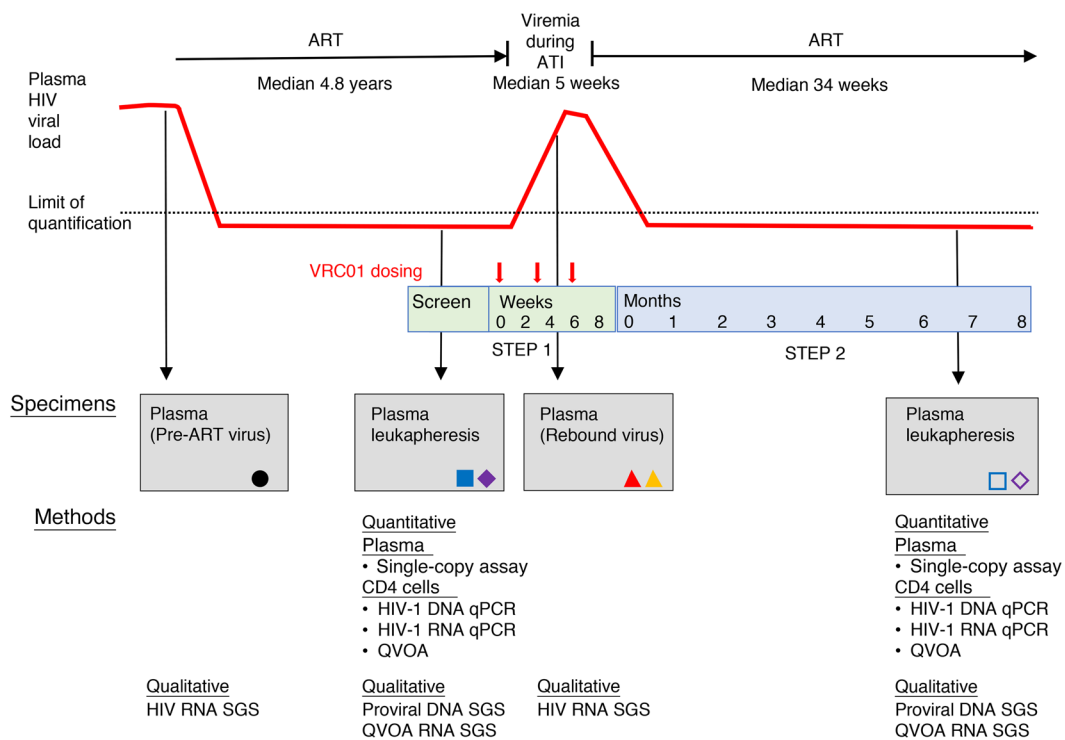 ART
Viremia
during
ATI
ART
Median 4.8 years
Median 5 weeks
Median 34 weeks
Plasma
HIV
viral
load
Limit of
quantification
VRC01 dosing
Screen
Weeks
0 2 4 6 8
Months
0 1 2 3 4 5 6 7 8
STEP 1
STEP 2
Specimens
Plasma
(Pre-ART virus)
Plasma
leukapheresis
Plasma
(Rebound virus)
Plasma
leukapheresis
Methods
Quantitative
Plasma
• Single-copy assay
CD4 cells
• HIV-1 DNA qPCR
• HIV-1 RNA qPCR
• QVOA
Quantitative
Plasma
• Single-copy assay
CD4 cells
• HIV-1 DNA qPCR
• HIV-1 RNA qPCR
• QVOA
Qualitative
HIV RNA SGS
Qualitative
Proviral DNA SGS
QVOA RNA SGS
Qualitative
HIV RNA SGS
Qualitative
Proviral DNA SGS
QVOA RNA SGS